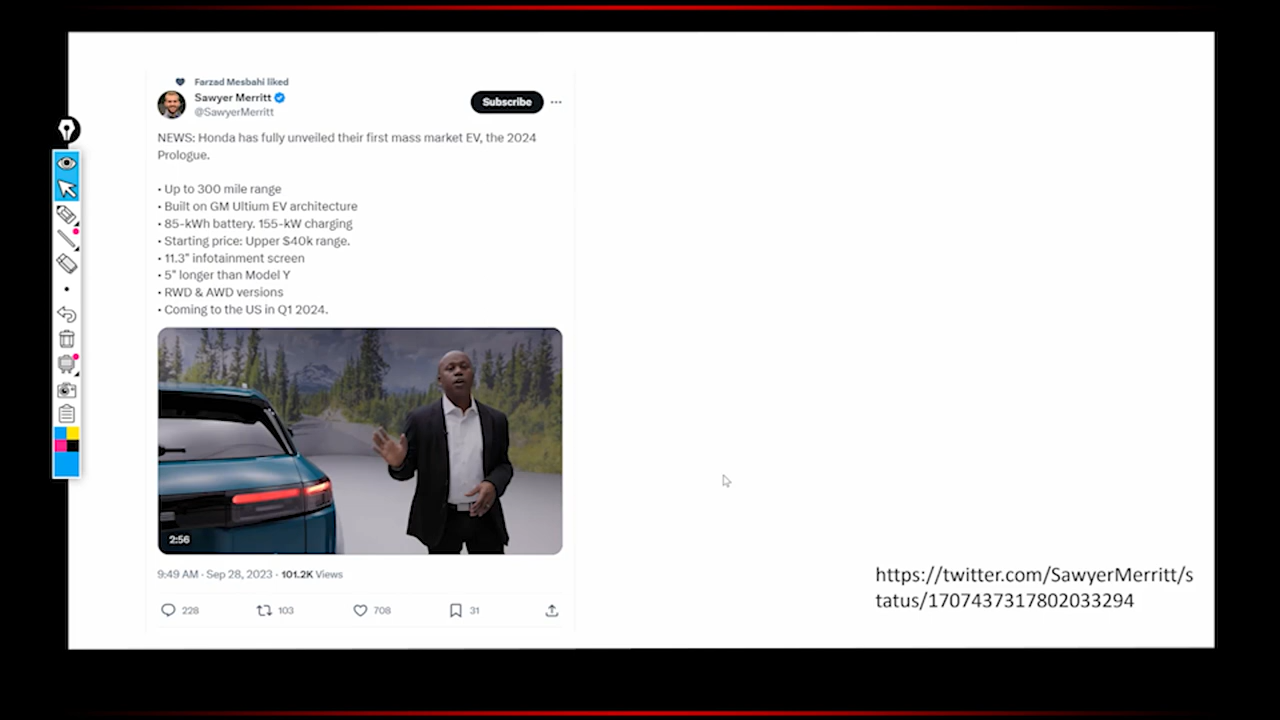 Farzad Mesbahi liked
Sawyer Merritt
@SawyerMerritt
Subscribe
NEWS: Honda has fully unveiled their first mass market EV, the 2024
Prologue.
• Up to 300 mile range
• Built on GM Ultium EV architecture
• 85-kWh battery. 155-kW charging
• Starting price: Upper $40k range.
• 11.3" infotainment screen
• 5" longer than Model Y
• RWD & AWD versions
• Coming to the US in Q1 2024.
2:56
9:49 AM · Sep 28, 2023 · 101.2K Views
228 103 708 31
https://twitter.com/SawyerMerritt/s
tatus/1707437317802033294